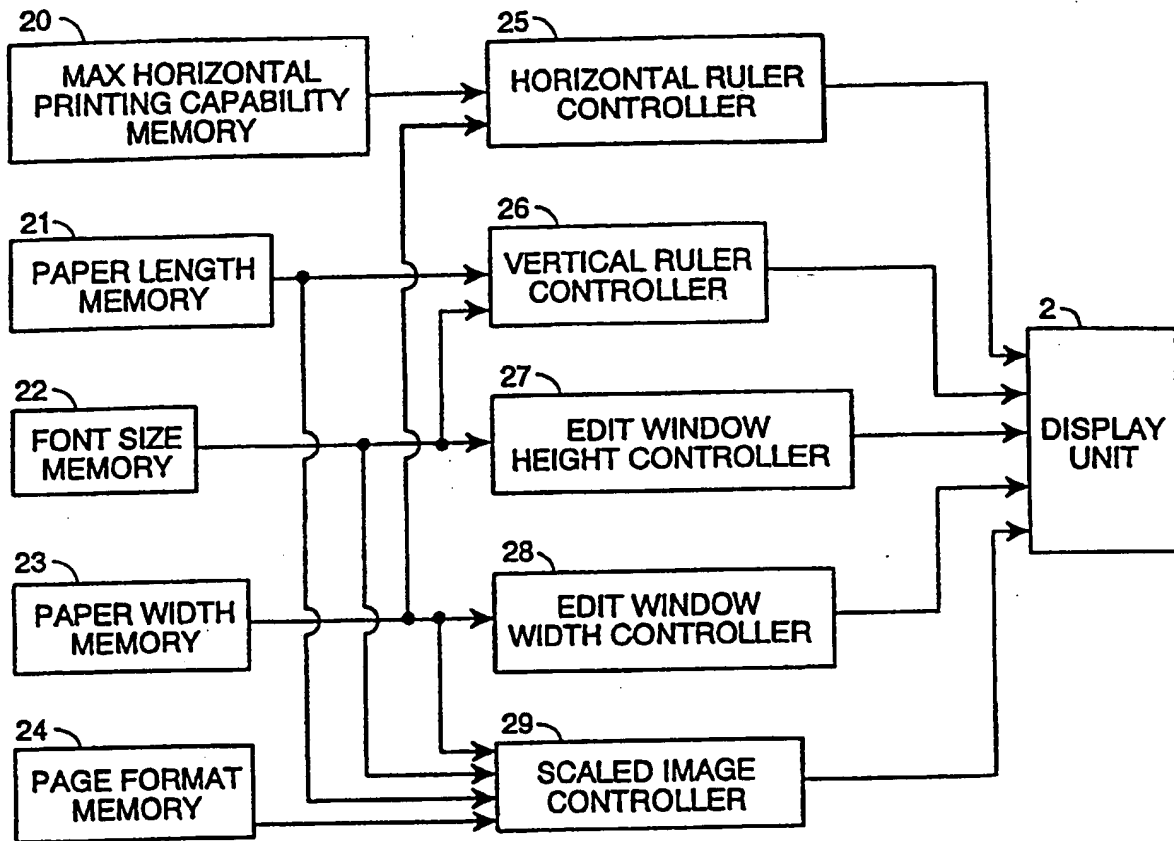 20
MAX HORIZONTAL
PRINTING CAPABILITY
MEMORY
25
HORIZONTAL RULER
CONTROLLER
21
PAPER LENGTH
MEMORY
26
VERTICAL RULER
CONTROLLER
2
DISPLAY
UNIT
22
FONT SIZE
MEMORY
27
EDIT WINDOW
HEIGHT CONTROLLER
23
PAPER WIDTH
MEMORY
28
EDIT WINDOW
WIDTH CONTROLLER
24
PAGE FORMAT
MEMORY
29
SCALED IMAGE
CONTROLLER